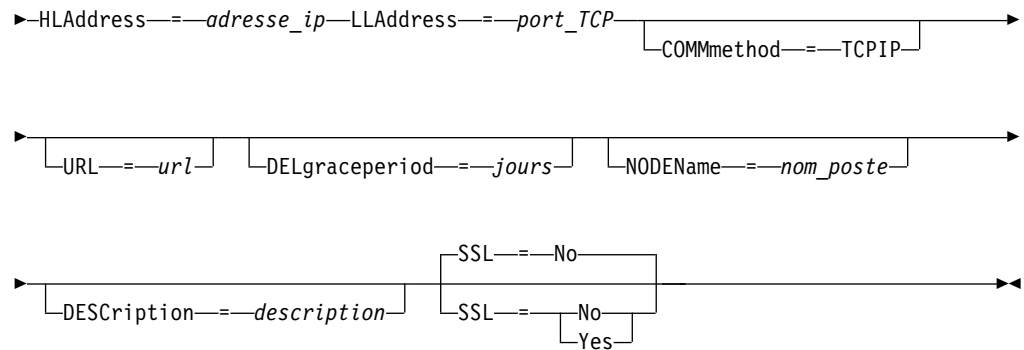 HLAddress = adresse_ip LLAddress = port_TCP
COMMmethod = TCPIP
URL = url DELgraceperiod = jours NODEName = nom_poste
SSL = No
DESCription = description SSL = No
Yes